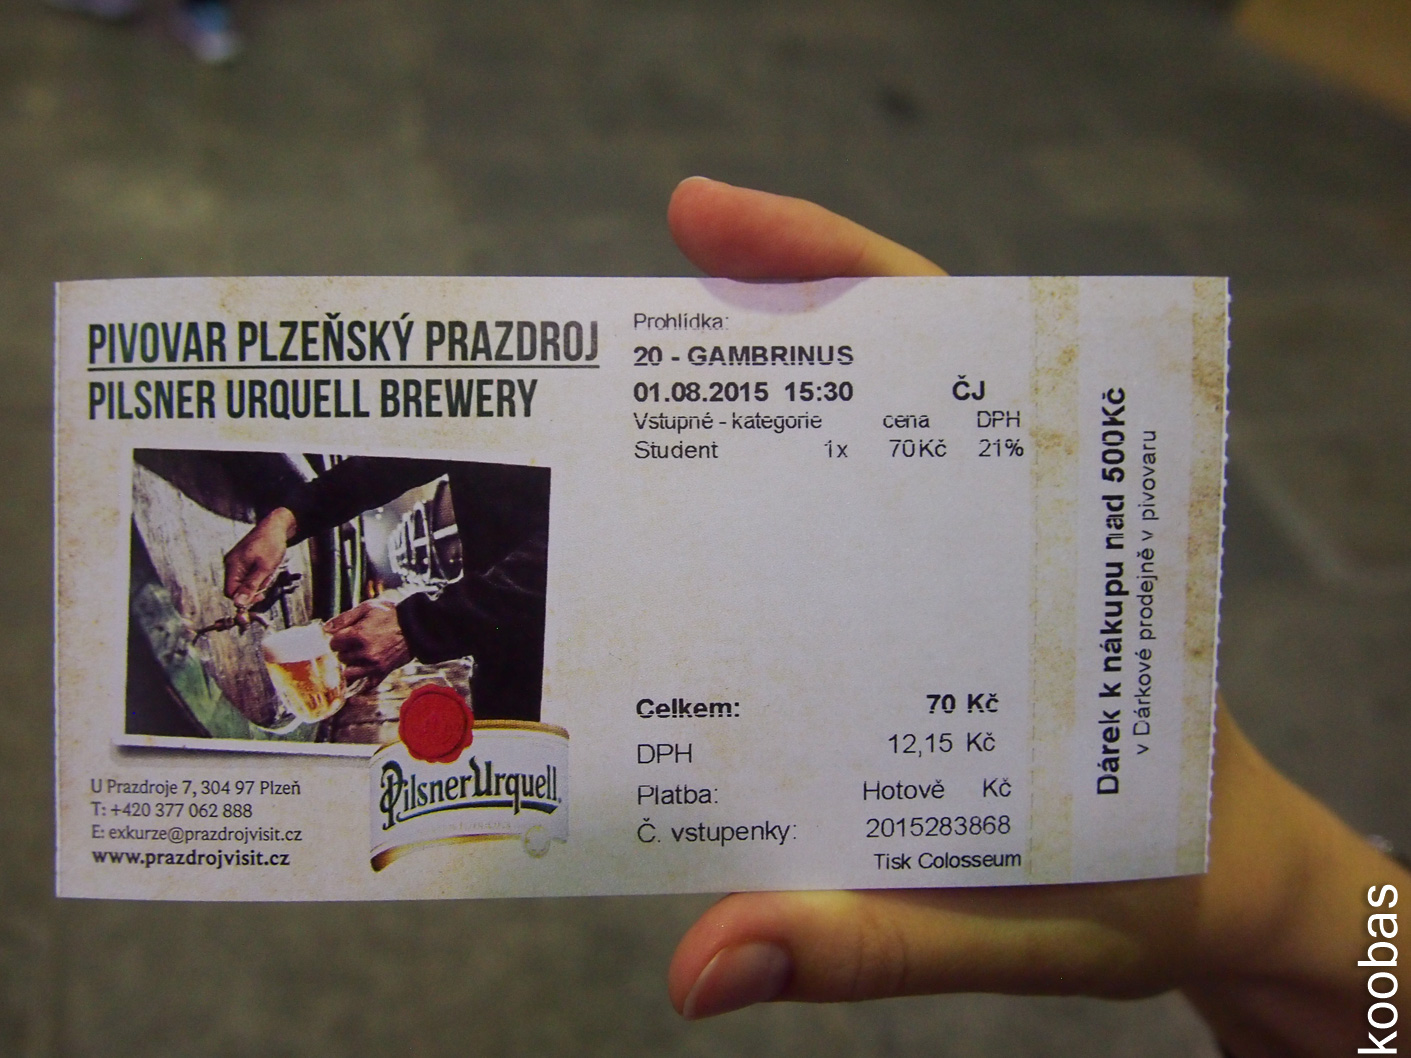 PIVOVAR PLZEŇSKÝ PRAZDROJ
PILSNER URQUELL BREWERY
Pilsner Urquell
U Prazdroje 7, 304 97 Plzeň
T: +420 377 062 888
E: exkurze@prazdrojvisit.cz
www.prazdrojvisit.cz
Prohlídka:
20 - GAMBRINUS
01.08.2015 15:30 ČJ
Vstupné - kategorie cena DPH
Student 1x 70 Kč 21%
Celkem: 70 Kč
DPH 12,15 Kč
Platba: Hotově Kč
Č. vstupenky: 2015283868
Tisk Colosseum
Dárek k nákupu nad 500Kč
v Dárkové prodejně v pivovaru
koobas